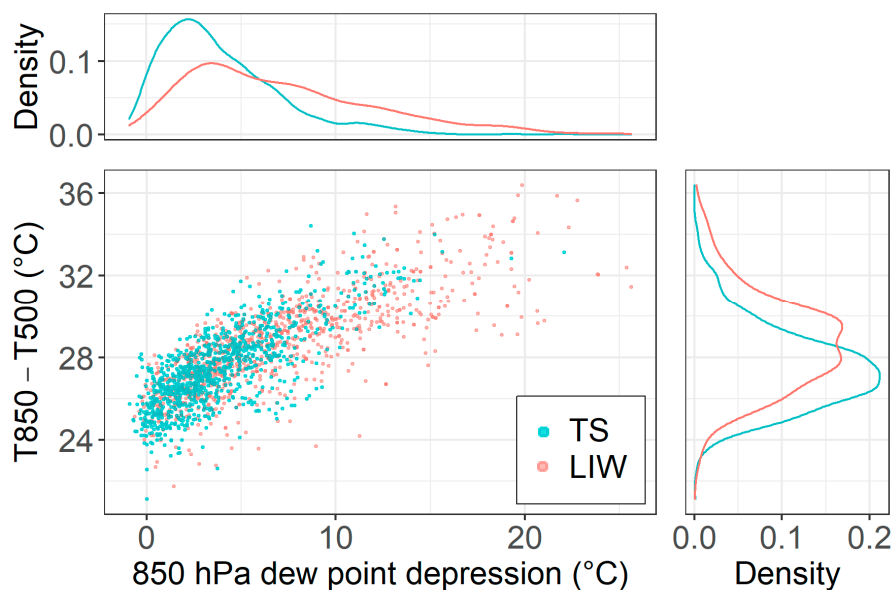 Density
0.1
0.0
T850 – T500 (°C)
36
32
28
24
TS
LIW
0
10
20
850 hPa dew point depression (°C)
0.0
0.1
0.2
Density